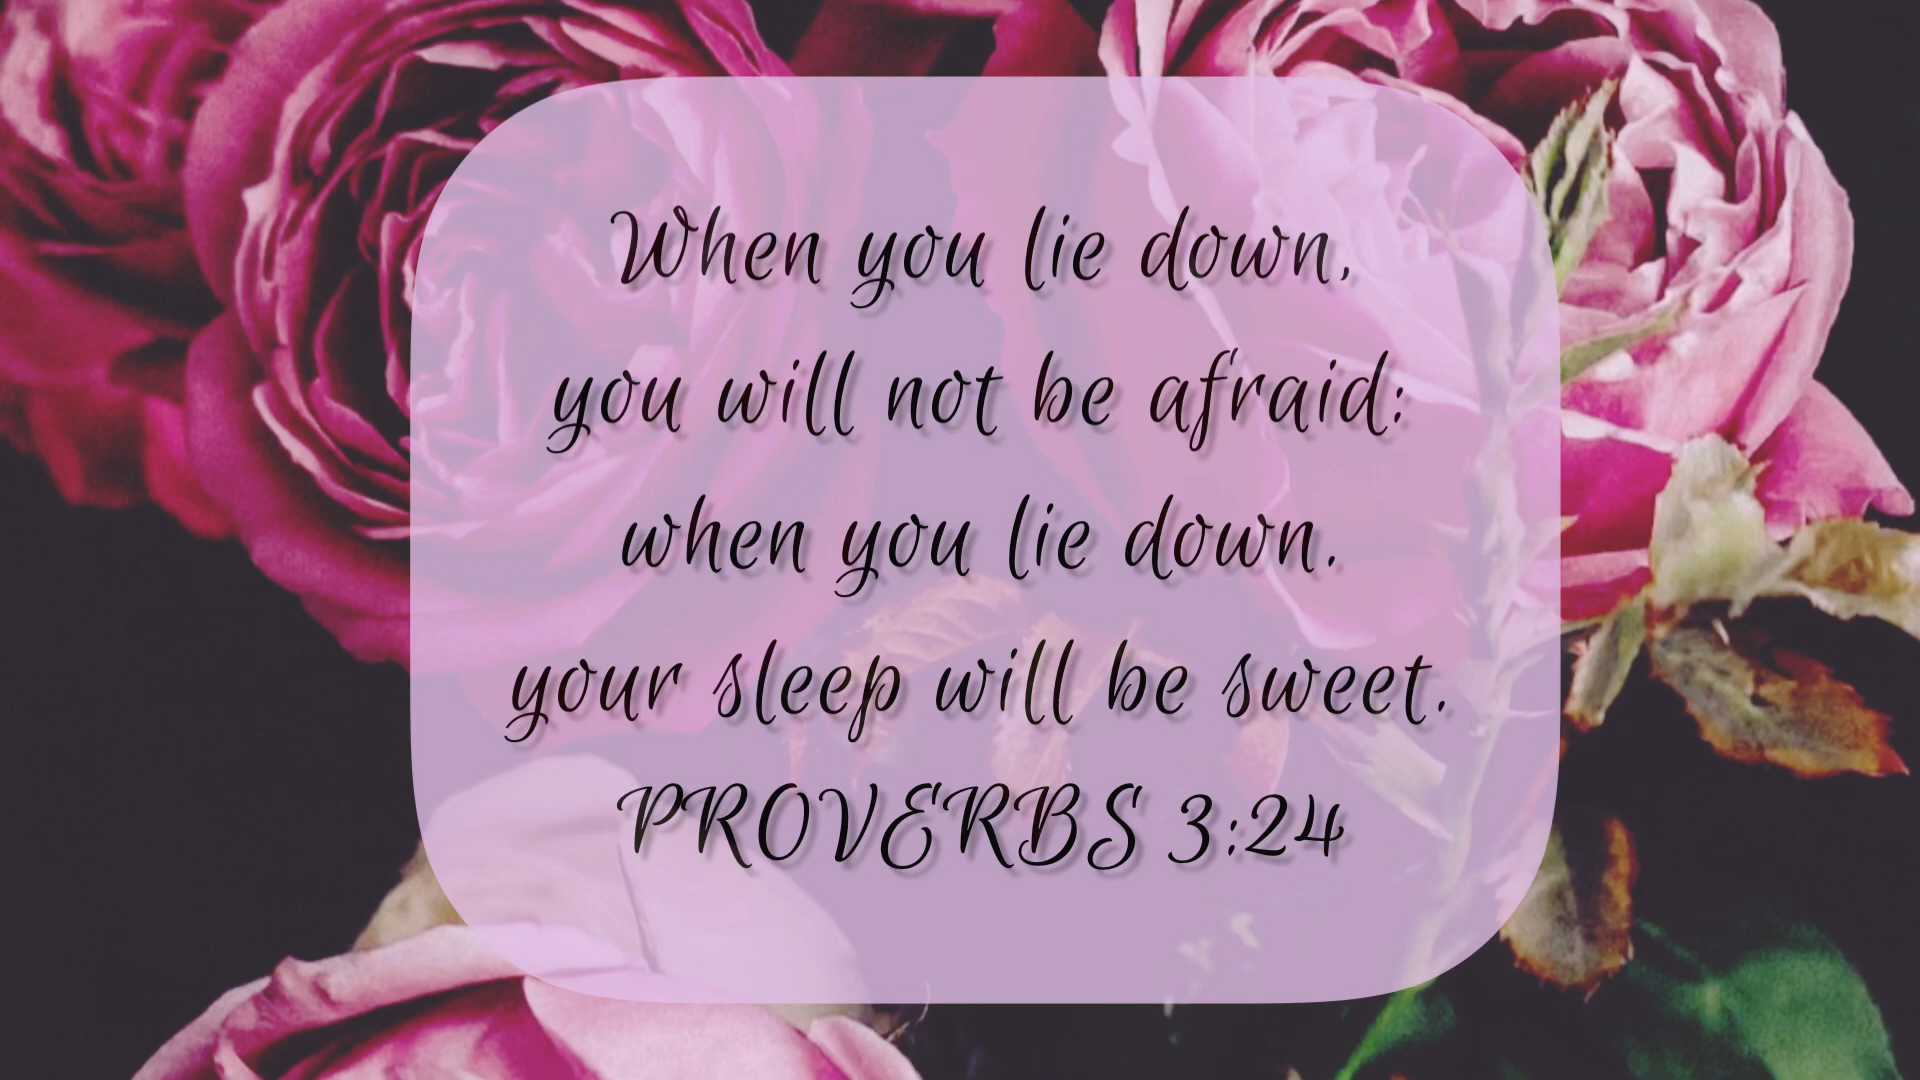 When you lie down,
you will not be afraid:
when you lie down.
your sleep will be sweet.
PROVERBS 3:24